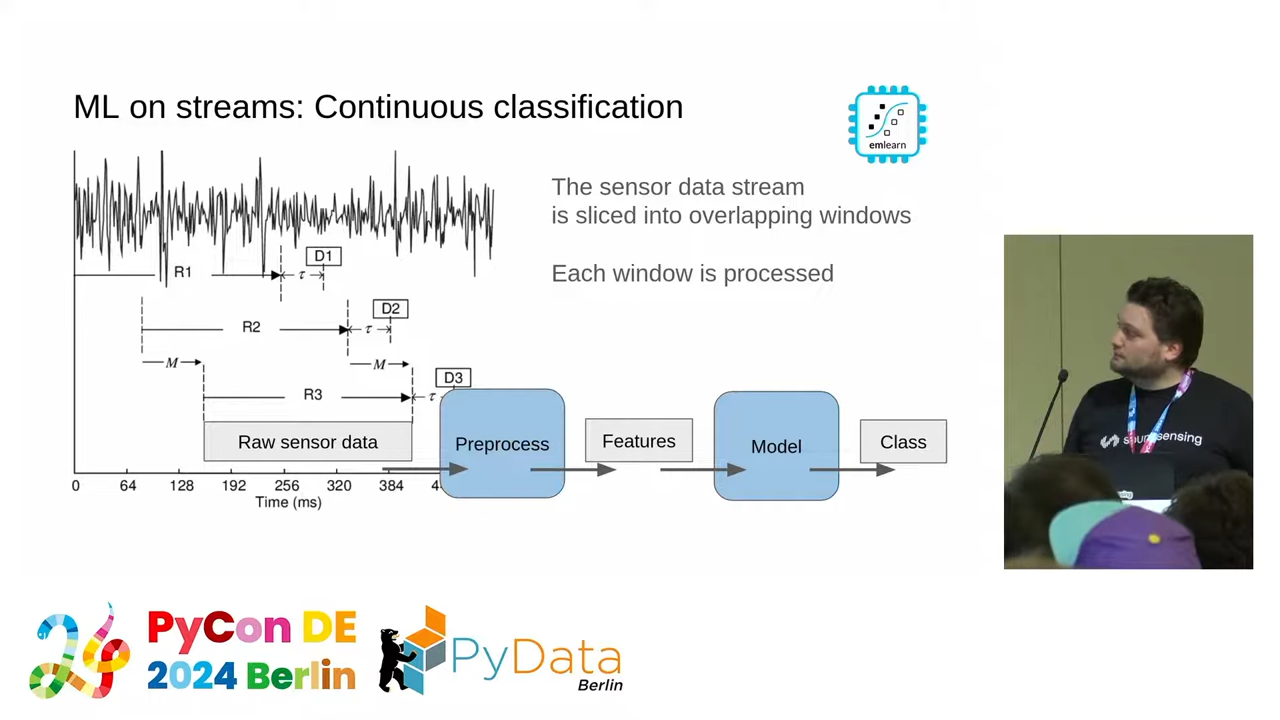 ML on streams: Continuous classification
emlearn
The sensor data stream
is sliced into overlapping windows
Each window is processed
D1
R1
τ
D2
R2
τ
M
M
D3
R3
τ
Raw sensor data
Preprocess
Features
Model
Class
0 64 128 192 256 320 384 4
Time (ms)
soundsensing
PyCon DE
2024 Berlin
PyData
Berlin